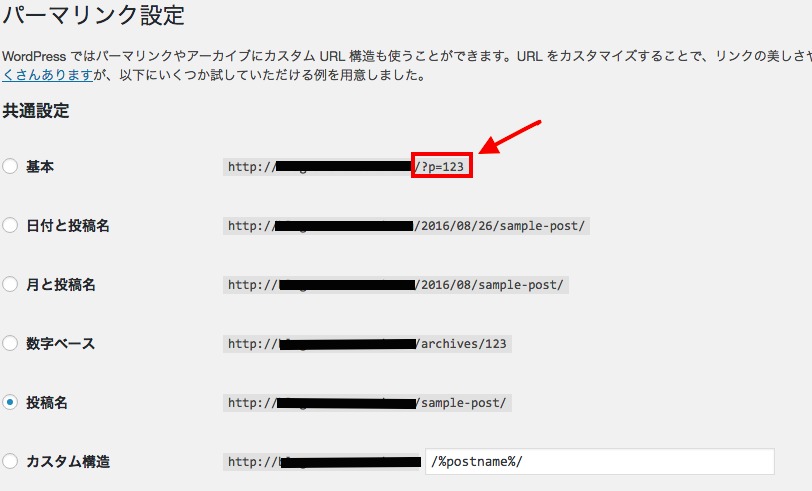 パーマリンク設定
WordPress ではパーマリンクやアーカイブにカスタム URL 構造も使うことができます。URL をカスタマイズすることで、リンクの美しさや
くさんありますが、以下にいくつか試していただける例を用意しました。
共通設定
基本 http:// /?p=123
日付と投稿名 http:// /2016/08/26/sample-post/
月と投稿名 http:// /2016/08/sample-post/
数字ベース http:// /archives/123
投稿名 http:// /sample-post/
カスタム構造 http:// /%postname%/